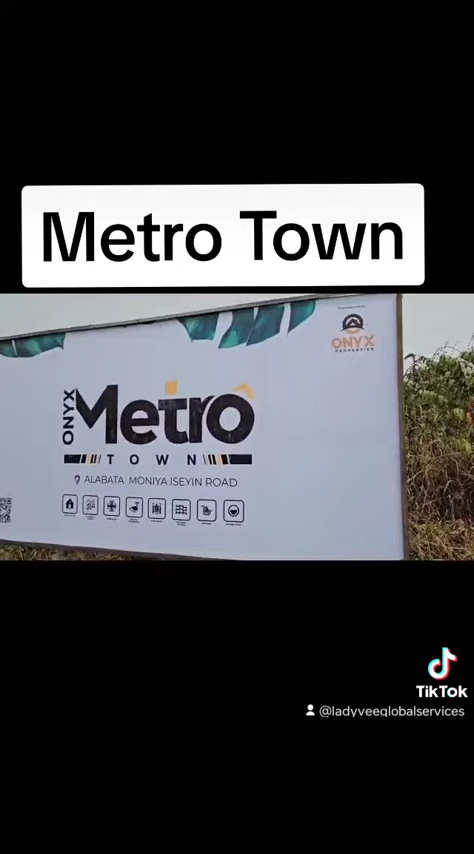 Metro Town
ONYX
PROPERTIES
ONYX
Metro
TOWN
ALABATA MONIYA ISEYIN ROAD
TikTok
@ladyveeglobalservices